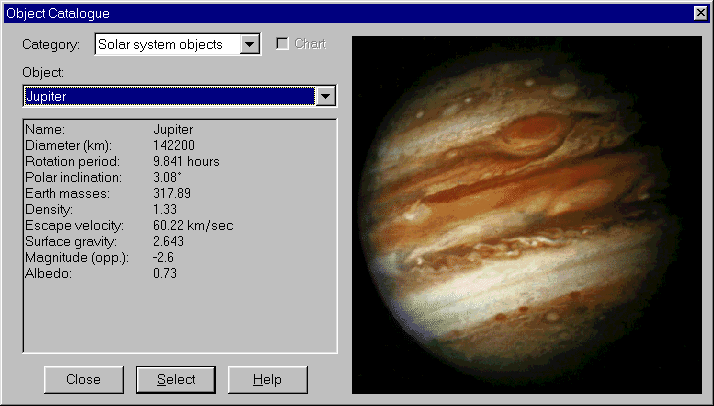 Object Catalogue
Category: Solar system objects Chart
Object:
Jupiter
Name: Jupiter
Diameter (km): 142200
Rotation period: 9.841 hours
Polar inclination: 3.08°
Earth masses: 317.89
Density: 1.33
Escape velocity: 60.22 km/sec
Surface gravity: 2.643
Magnitude (opp.): -2.6
Albedo: 0.73
Close Select Help